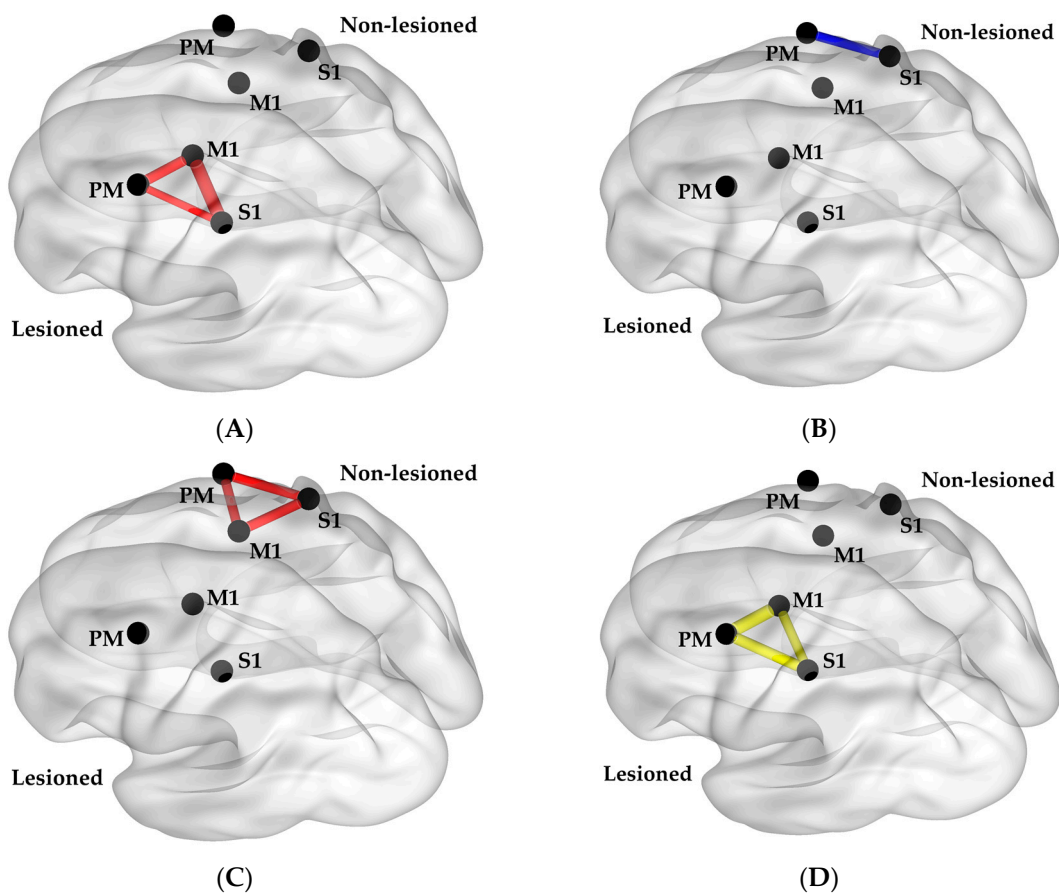 Non-lesioned
PM
S1
M1
M1
PM
S1
Lesioned
(A)
Non-lesioned
PM
S1
M1
M1
PM
S1
Lesioned
(B)
Non-lesioned
PM
S1
M1
M1
PM
S1
Lesioned
(C)
Non-lesioned
PM
S1
M1
M1
PM
S1
Lesioned
(D)